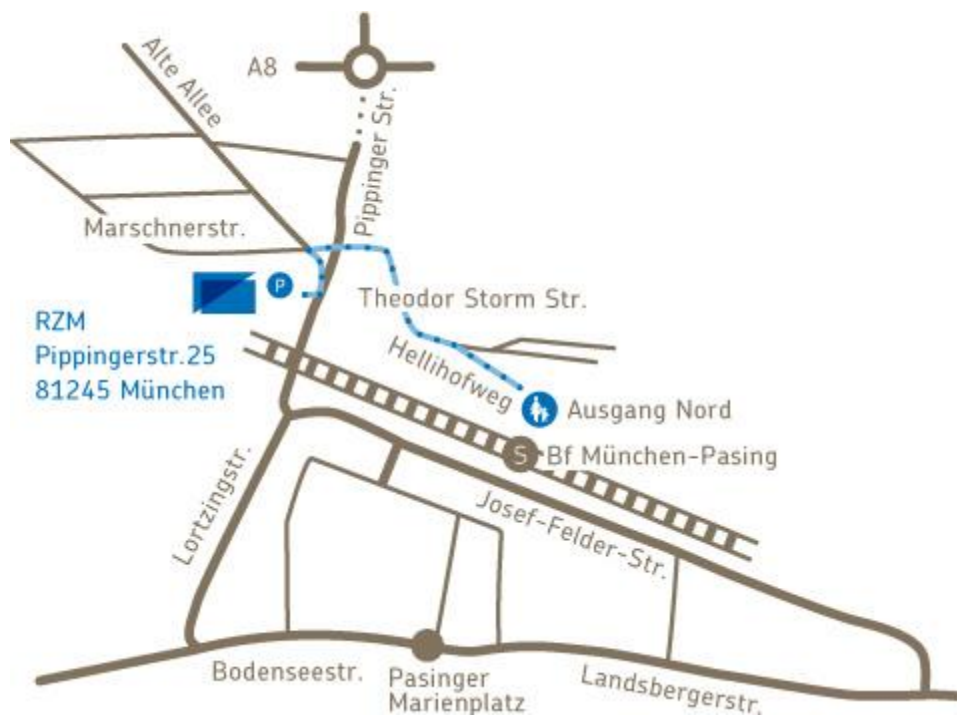 Alte Allee
A8
Pippinger Str.
Marschnerstr.
P
Theodor Storm Str.
RZM
Pippingerstr.25
81245 München
Hellihofweg
Ausgang Nord
S
Bf München-Pasing
Lortzingstr.
Josef-Felder-Str.
Bodenseestr.
Pasinger
Marienplatz
Landsbergerstr.